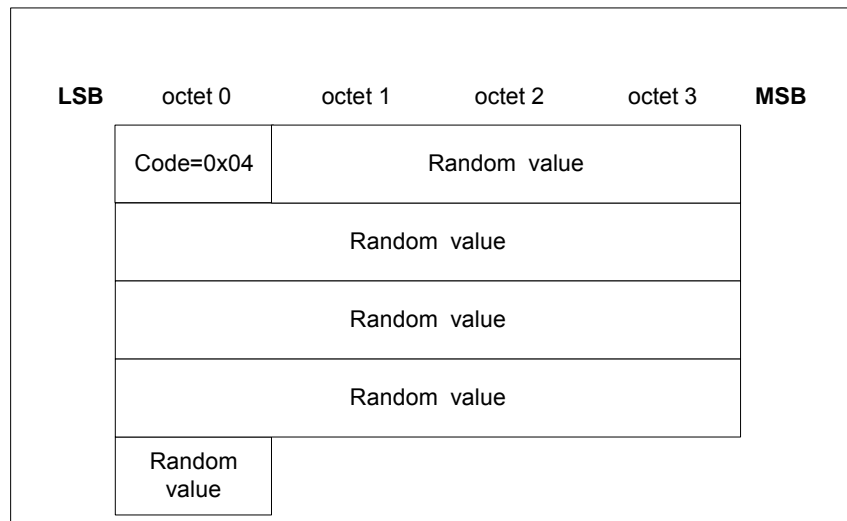 LSB octet 0 octet 1 octet 2 octet 3 MSB
Code=0x04 Random value
Random value
Random value
Random value
Random
value